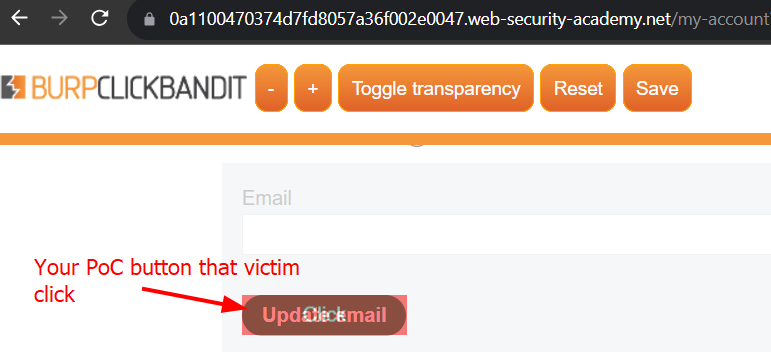 0a1100470374d7fd8057a36f002e0047.web-security-academy.net/my-account
BURPCLICKBANDIT - + Toggle transparency Reset Save
Email
Your PoC button that victim
click
Update email
Click